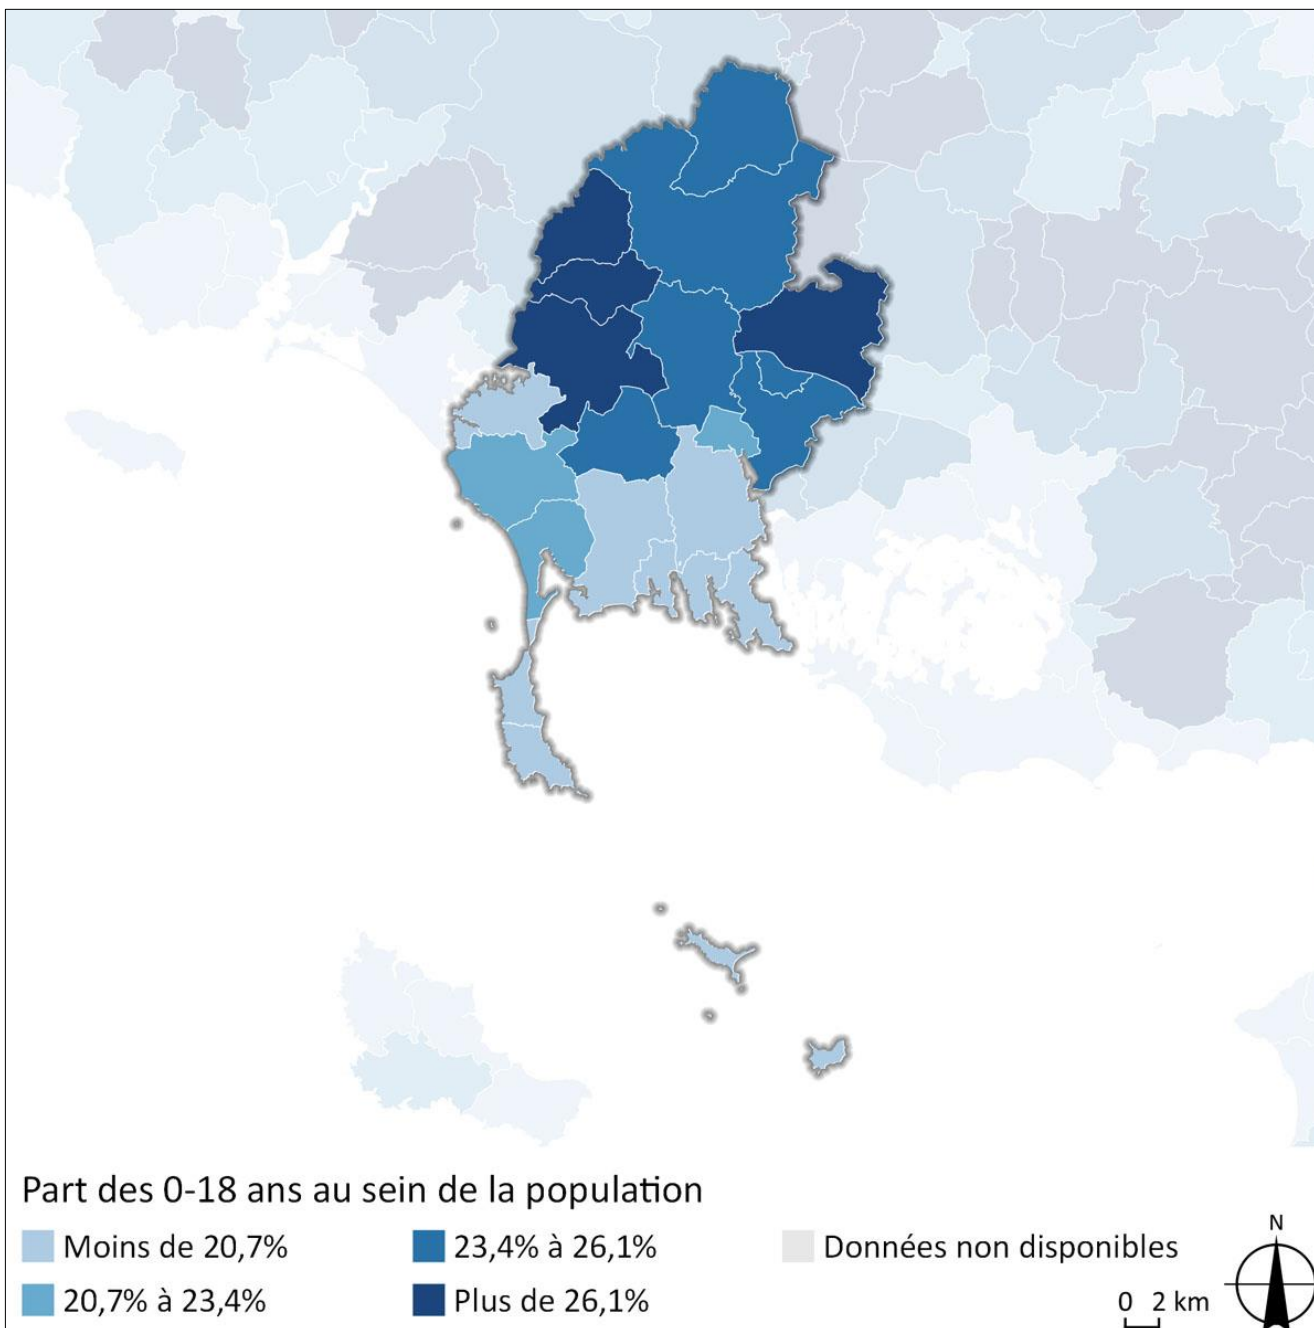 Part des 0-18 ans au sein de la population
Moins de 20,7%
23,4% à 26,1%
Données non disponibles
20,7% à 23,4%
Plus de 26,1%
0 2 km
N